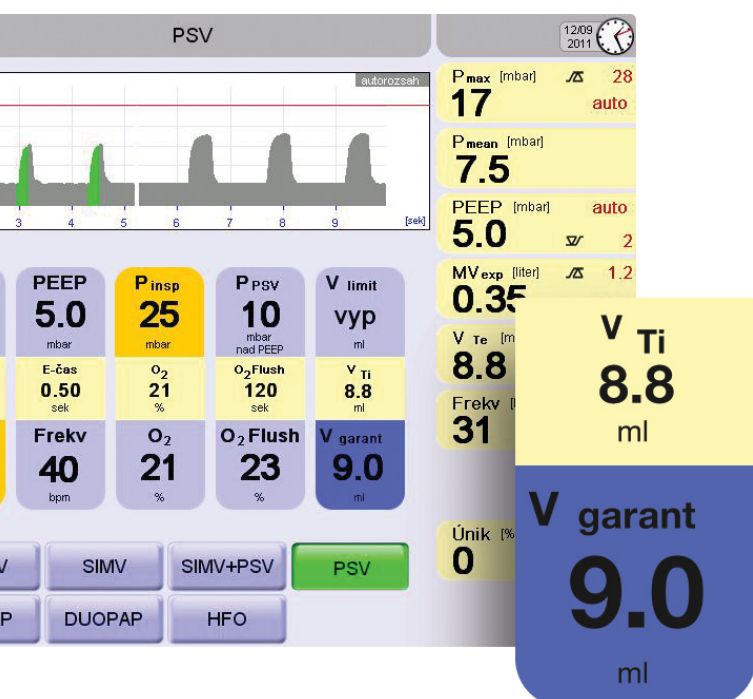 PSV
12/09
2011
autorozsah
3 4 5 6 7 8 9 [sek]
Pmax [mbar] 28
17 auto
Pmean [mbar]
7.5
PEEP [mbar] auto
5.0 2
MVexp [liter] 1.2
0.35
V Te
8.8
Frekv
31
Únik [%
0
PEEP
5.0
mbar
E-čas
0.50
sek
Frekv
40
bpm
Pinsp
25
mbar
O2
21
%
O2
21
%
PPSV
10
mbar
nad PEEP
O2Flush
120
sek
O2 Flush
23
%
V limit
vyp
ml
V Ti
8.8
ml
V garant
9.0
ml
V Ti
8.8
ml
V garant
9.0
ml
V SIMV SIMV+PSV PSV
P DUOPAP HFO